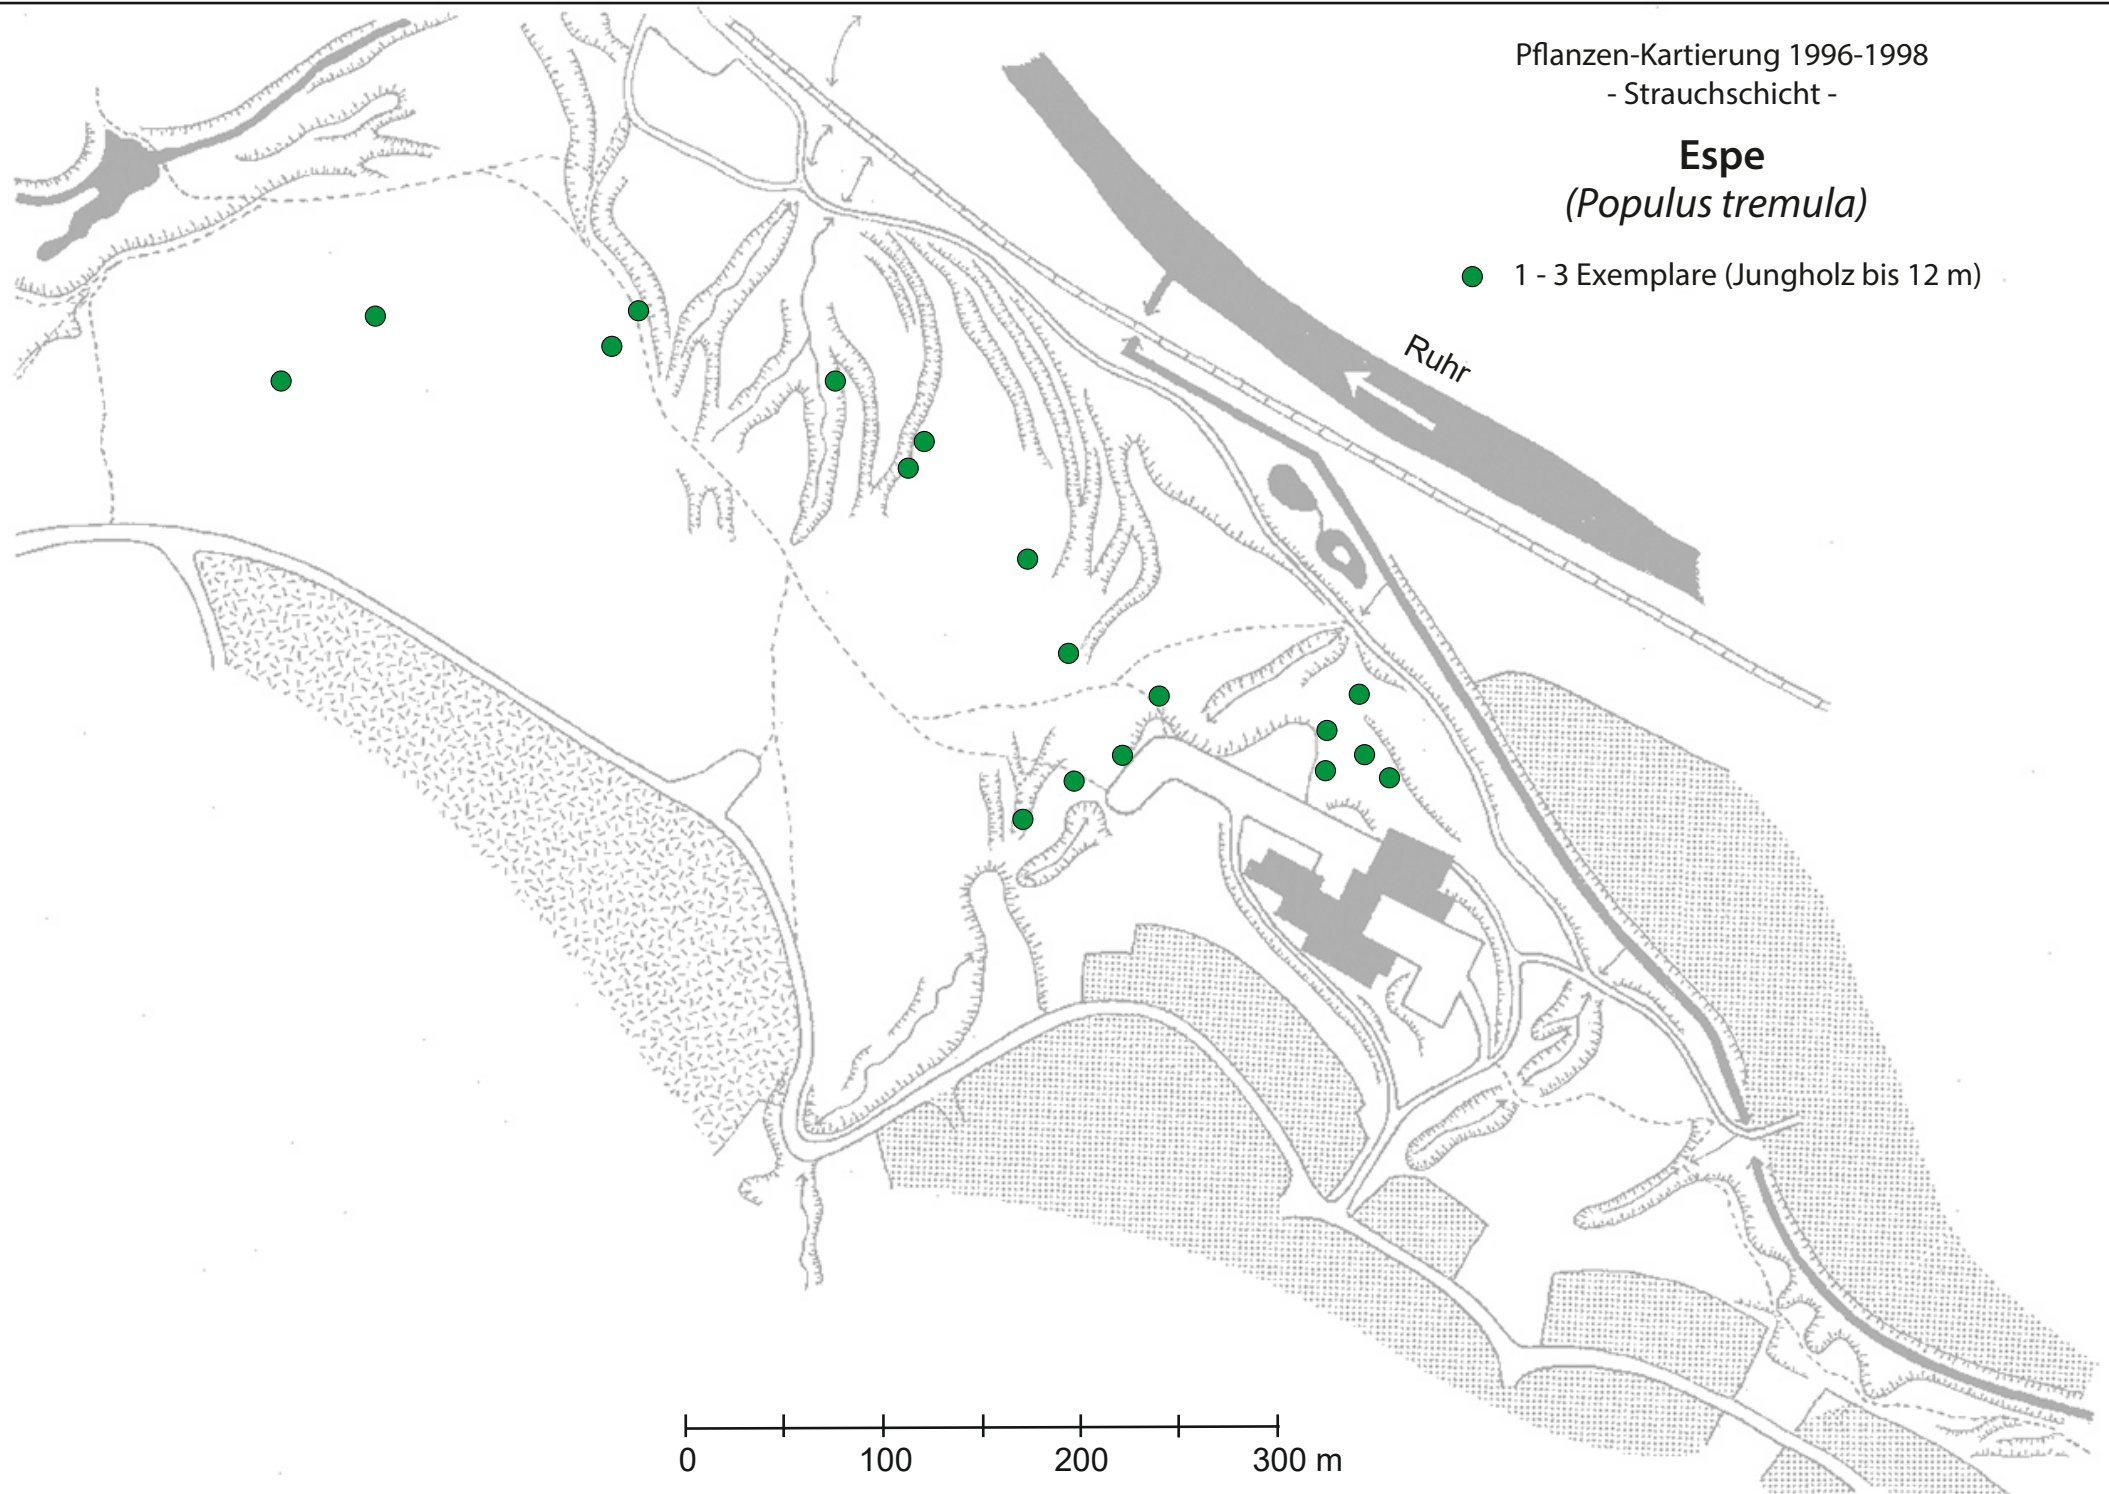 Pflanzen-Kartierung 1996-1998
- Strauchschicht -
Espe
(Populus tremula)
1 - 3 Exemplare (Jungholz bis 12 m)
Ruhr
0 100 200 300 m